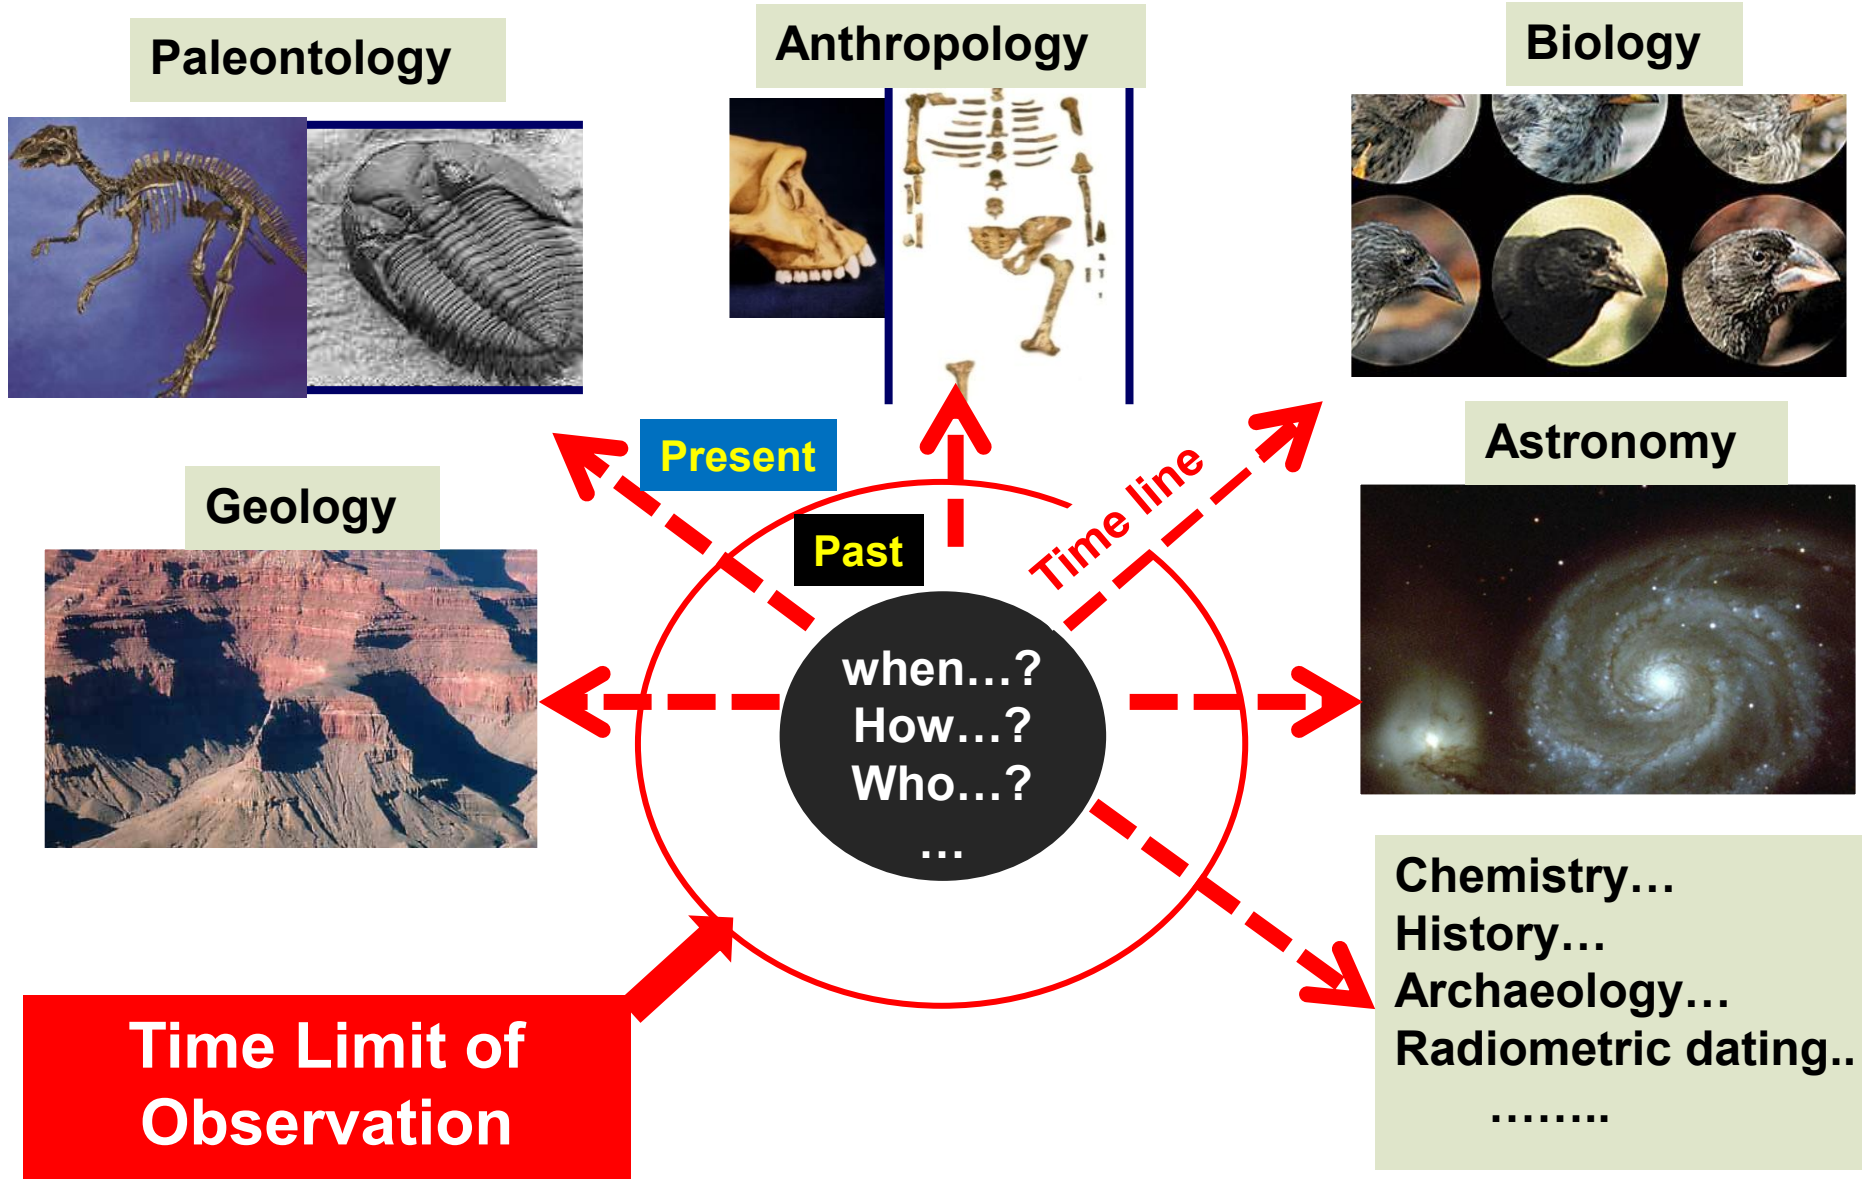 Paleontology
Anthropology
Biology
Present
Time line
Astronomy
Geology
Past
when…?
How…?
Who…?
…
Chemistry…
History…
Archaeology…
Radiometric dating..
……..
Time Limit of
Observation